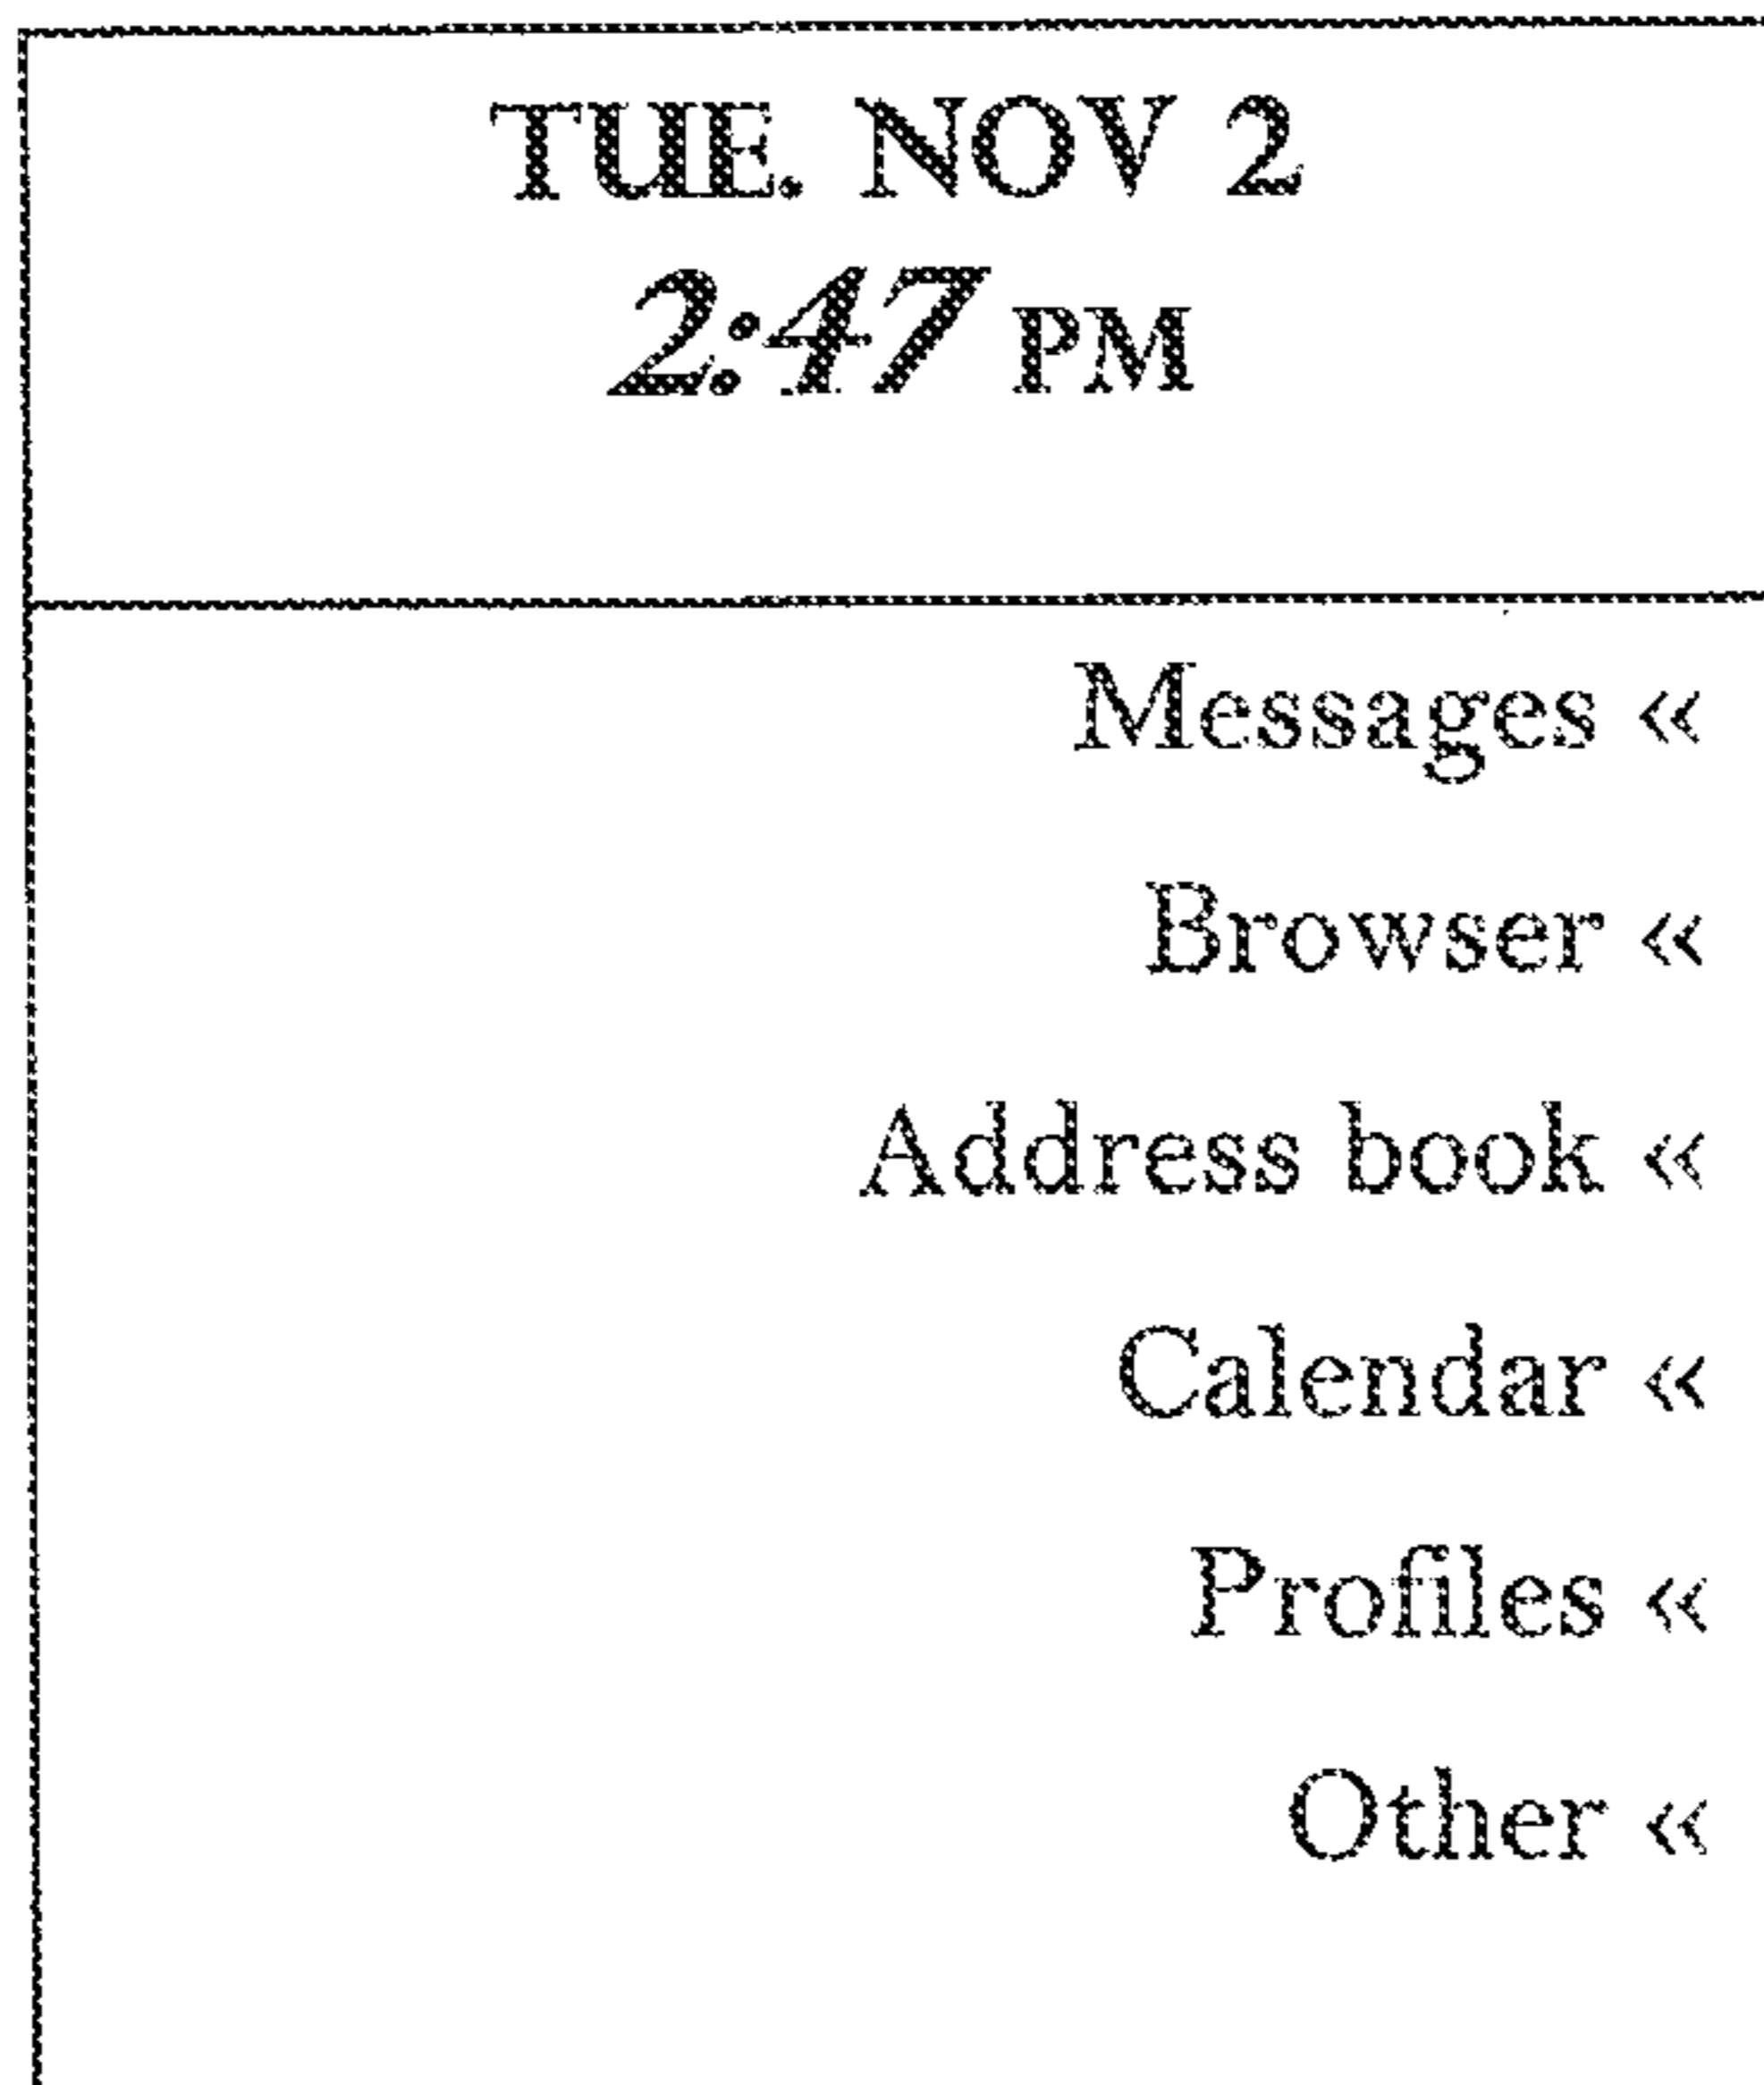 TUE. NOV 2
2:47 PM
Messages «
Browser «
Address book «
Calendar «
Profiles «
Other «